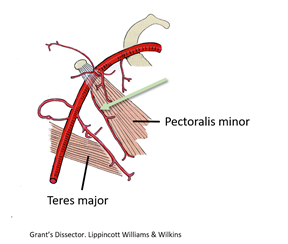 Pectoralis minor
Teres major
Grant's Dissector. Lippincott Williams & Wilkins